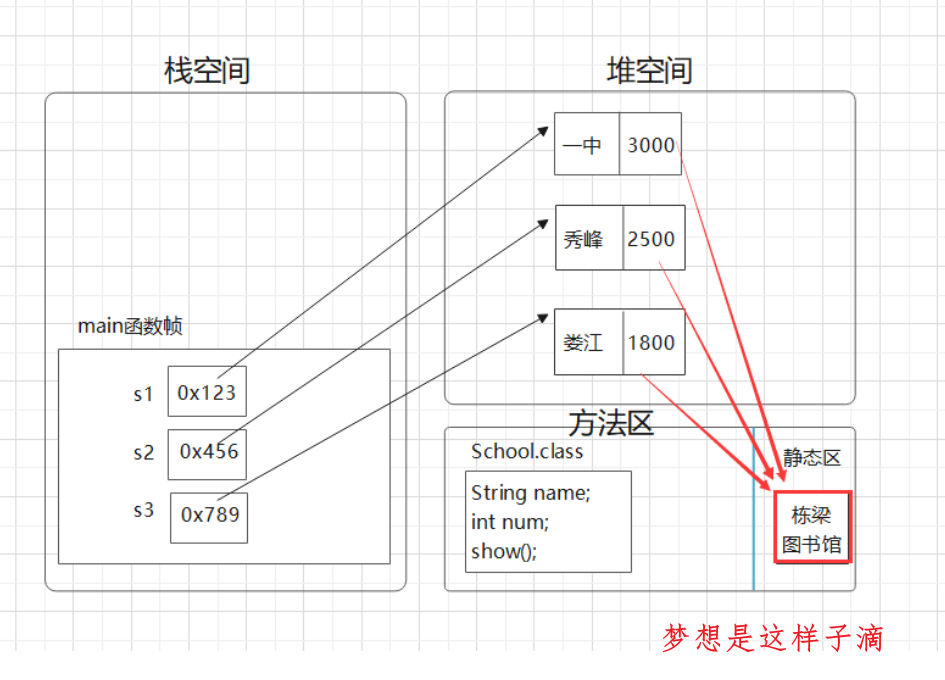 栈空间
堆空间
一中 3000
秀峰 2500
娄江 1800
main函数帧
s1 0x123
s2 0x456
s3 0x789
方法区
School.class
String name;
int num;
show();
静态区
栋梁
图书馆
梦想是这样子滴